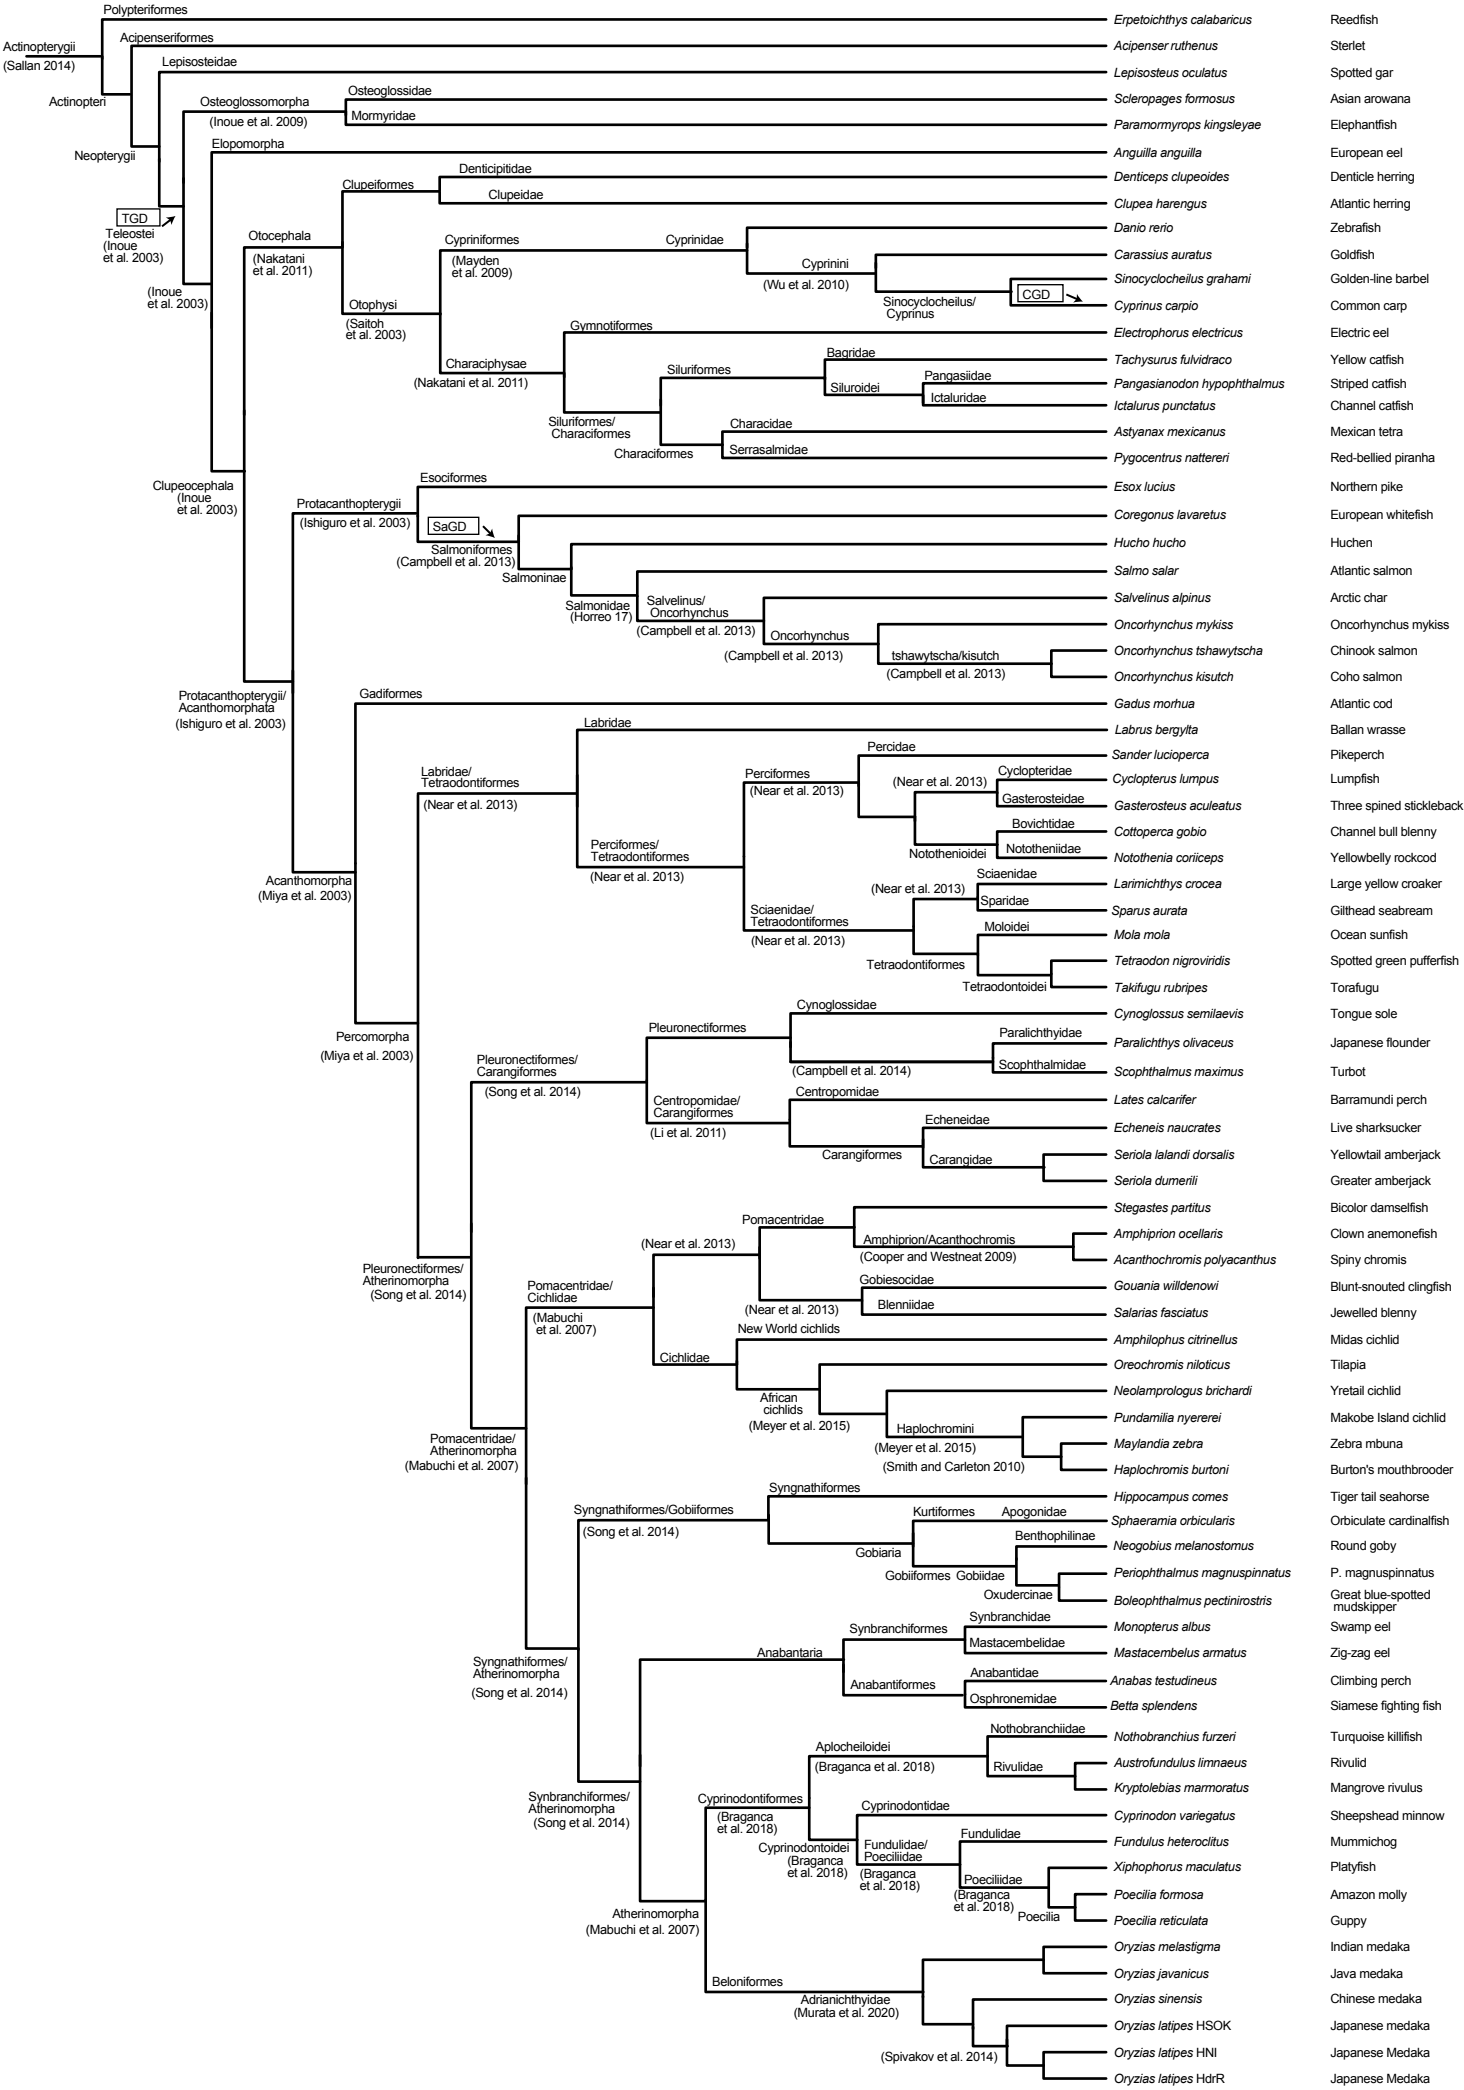 Polypteriformes
Erpetoichthys calabaricus Reedfish
Actinopterygii
(Sallan 2014)
Acipenseriformes
Acipenser ruthenus Sterlet
Lepisosteidae
Lepisosteus oculatus Spotted gar
Actinopteri
Osteoglossomorpha
(Inoue et al. 2009)
Osteoglossidae
Scleropages formosus Asian arowana
Mormyridae
Paramormyrops kingsleyae Elephantfish
Neopterygii
Elopomorpha
Anguilla anguilla European eel
Denticipitidae
Denticeps clupeoides Denticle herring
Clupeiformes
Clupeidae
Clupea harengus Atlantic herring
TGD
Teleostei
(Inoue
et al. 2003)
Otocephala
(Nakatani
et al. 2011)
Cypriniformes
(Mayden
et al. 2009)
Cyprinidae
Danio rerio Zebrafish
Cyprinini
(Wu et al. 2010)
Carassius auratus Goldfish
Sinocyclocheilus grahami Golden-line barbel
Sinocyclocheilus/
Cyprinus
CGD
Cyprinus carpio Common carp
(Inoue
et al. 2003)
Otophysi
(Saitoh
et al. 2003)
Gymnotiformes
Electrophorus electricus Electric eel
Characiphysae
(Nakatani et al. 2011)
Siluriformes
Bagridae
Tachysurus fulvidraco Yellow catfish
Siluroidei
Pangasiidae
Pangasianodon hypophthalmus Striped catfish
Ictaluridae
Ictalurus punctatus Channel catfish
Siluriformes/
Characiformes
Characidae
Astyanax mexicanus Mexican tetra
Characiformes
Serrasalmidae
Pygocentrus nattereri Red-bellied piranha
Clupeocephala
(Inoue
et al. 2003)
Esociformes
Esox lucius Northern pike
Protacanthopterygii
(Ishiguro et al. 2003)
SaGD
Salmoniformes
(Campbell et al. 2013)
Coregonus lavaretus European whitefish
Hucho hucho Huchen
Salmoninae
Salmonidae
(Horreo 17)
Salmo salar Atlantic salmon
Salvelinus/
Oncorhynchus
(Campbell et al. 2013)
Salvelinus alpinus Arctic char
Oncorhynchus
(Campbell et al. 2013)
Oncorhynchus mykiss Oncorhynchus mykiss
tshawytscha/kisutch
(Campbell et al. 2013)
Oncorhynchus tshawytscha Chinook salmon
Oncorhynchus kisutch Coho salmon
Protacanthopterygii/
Acanthomorphata
(Ishiguro et al. 2003)
Gadiformes
Gadus morhua Atlantic cod
Labridae
Labrus bergylta Ballan wrasse
Labridae/
Tetraodontiformes
(Near et al. 2013)
Percidae
Sander lucioperca Pikeperch
Perciformes
(Near et al. 2013)
(Near et al. 2013)
Cyclopteridae
Cyclopterus lumpus Lumpfish
Gasterosteidae
Gasterosteus aculeatus Three spined stickleback
Bovichtidae
Cottoperca gobio Channel bull blenny
Notothenioidei
Nototheniidae
Notothenia coriiceps Yellowbelly rockcod
Perciformes/
Tetraodontiformes
(Near et al. 2013)
Acanthomorpha
(Miya et al. 2003)
(Near et al. 2013)
Sciaenidae
Larimichthys crocea Large yellow croaker
Sparidae
Sparus aurata Gilthead seabream
Sciaenidae/
Tetraodontiformes
(Near et al. 2013)
Moloidei
Mola mola Ocean sunfish
Tetraodontiformes
Tetraodon nigroviridis Spotted green pufferfish
Tetraodontoidei
Takifugu rubripes Torafugu
Cynoglossidae
Cynoglossus semilaevis Tongue sole
Percomorpha
(Miya et al. 2003)
Pleuronectiformes
Paralichthyidae
Paralichthys olivaceus Japanese flounder
(Campbell et al. 2014)
Scophthalmidae
Scophthalmus maximus Turbot
Pleuronectiformes/
Carangiformes
(Song et al. 2014)
Centropomidae/
Carangiformes
(Li et al. 2011)
Centropomidae
Lates calcarifer Barramundi perch
Echeneidae
Echeneis naucrates Live sharksucker
Carangiformes
Carangidae
Seriola lalandi dorsalis Yellowtail amberjack
Seriola dumerili Greater amberjack
Stegastes partitus Bicolor damselfish
Pomacentridae
(Near et al. 2013)
Amphiprion/Acanthochromis
(Cooper and Westneat 2009)
Amphiprion ocellaris Clown anemonefish
Acanthochromis polyacanthus Spiny chromis
Pleuronectiformes/
Atherinomorpha
(Song et al. 2014)
Pomacentridae/
Cichlidae
(Mabuchi
et al. 2007)
Gobiesocidae
Gouania willdenowi Blunt-snouted clingfish
(Near et al. 2013)
Blenniidae
Salarias fasciatus Jewelled blenny
New World cichlids
Amphilophus citrinellus Midas cichlid
Cichlidae
Oreochromis niloticus Tilapia
African
cichlids
(Meyer et al. 2015)
Neolamprologus brichardi Yretail cichlid
Haplochromini
(Meyer et al. 2015)
(Smith and Carleton 2010)
Pundamilia nyererei Makobe Island cichlid
Maylandia zebra Zebra mbuna
Haplochromis burtoni Burton's mouthbrooder
Pomacentridae/
Atherinomorpha
(Mabuchi et al. 2007)
Syngnathiformes
Hippocampus comes Tiger tail seahorse
Syngnathiformes/Gobiiformes
(Song et al. 2014)
Kurtiformes Apogonidae
Sphaeramia orbicularis Orbiculate cardinalfish
Gobiaria
Benthophilinae
Neogobius melanostomus Round goby
Gobiiformes Gobiidae
Periophthalmus magnuspinnatus P. magnuspinnatus
Oxudercinae
Boleophthalmus pectinirostris Great blue-spotted
mudskipper
Synbranchidae
Monopterus albus Swamp eel
Synbranchiformes
Mastacembelidae
Mastacembelus armatus Zig-zag eel
Anabantaria
Syngnathiformes/
Atherinomorpha
(Song et al. 2014)
Anabantidae
Anabas testudineus Climbing perch
Anabantiformes
Osphronemidae
Betta splendens Siamese fighting fish
Nothobranchiidae
Nothobranchius furzeri Turquoise killifish
Aplocheiloidei
(Braganca et al. 2018)
Rivulidae
Austrofundulus limnaeus Rivulid
Kryptolebias marmoratus Mangrove rivulus
Synbranchiformes/
Atherinomorpha
(Song et al. 2014)
Cyprinodontiformes
(Braganca
et al. 2018)
Cyprinodontidae
Cyprinodon variegatus Sheepshead minnow
Cyprinodontoidei
(Braganca
et al. 2018)
Fundulidae/
Poeciliidae
(Braganca
et al. 2018)
Fundulidae
Fundulus heteroclitus Mummichog
Poeciliidae
(Braganca
et al. 2018)
Xiphophorus maculatus Platyfish
Poecilia formosa Amazon molly
Poecilia
Poecilia reticulata Guppy
Atherinomorpha
(Mabuchi et al. 2007)
Oryzias melastigma Indian medaka
Oryzias javanicus Java medaka
Beloniformes
Adrianichthyidae
(Murata et al. 2020)
Oryzias sinensis Chinese medaka
Oryzias latipes HSOK Japanese medaka
(Spivakov et al. 2014)
Oryzias latipes HNI Japanese Medaka
Oryzias latipes HdrR Japanese Medaka